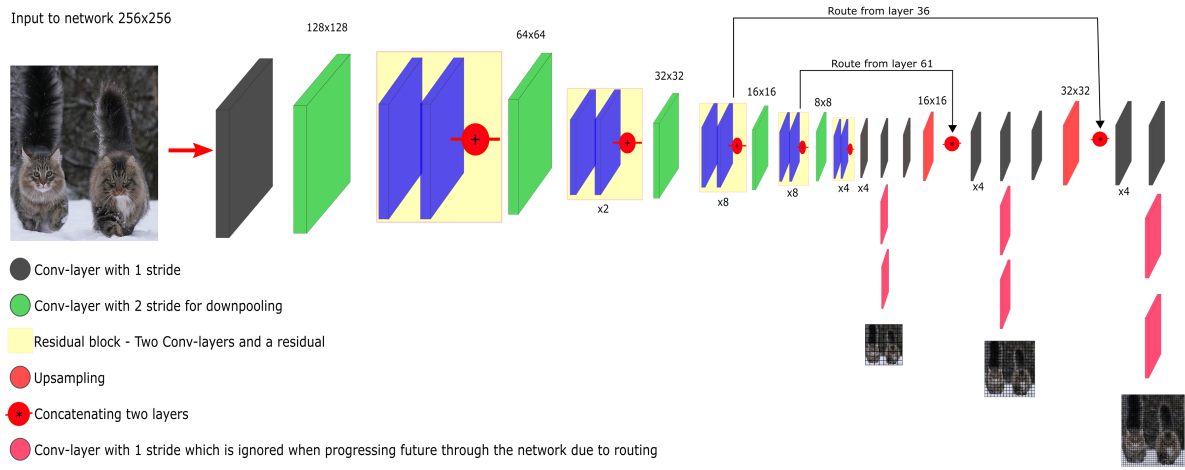 Input to network 256x256
128x128
64x64
32x32
16x16
8x8
16x16
32x32
Route from layer 36
Route from layer 61
+
+
x2
x8
x8
x4
x4
*
x4
*
x4
Conv-layer with 1 stride
Conv-layer with 2 stride for downpooling
Residual block - Two Conv-layers and a residual
Upsampling
* Concatenating two layers
Conv-layer with 1 stride which is ignored when progressing future through the network due to routing